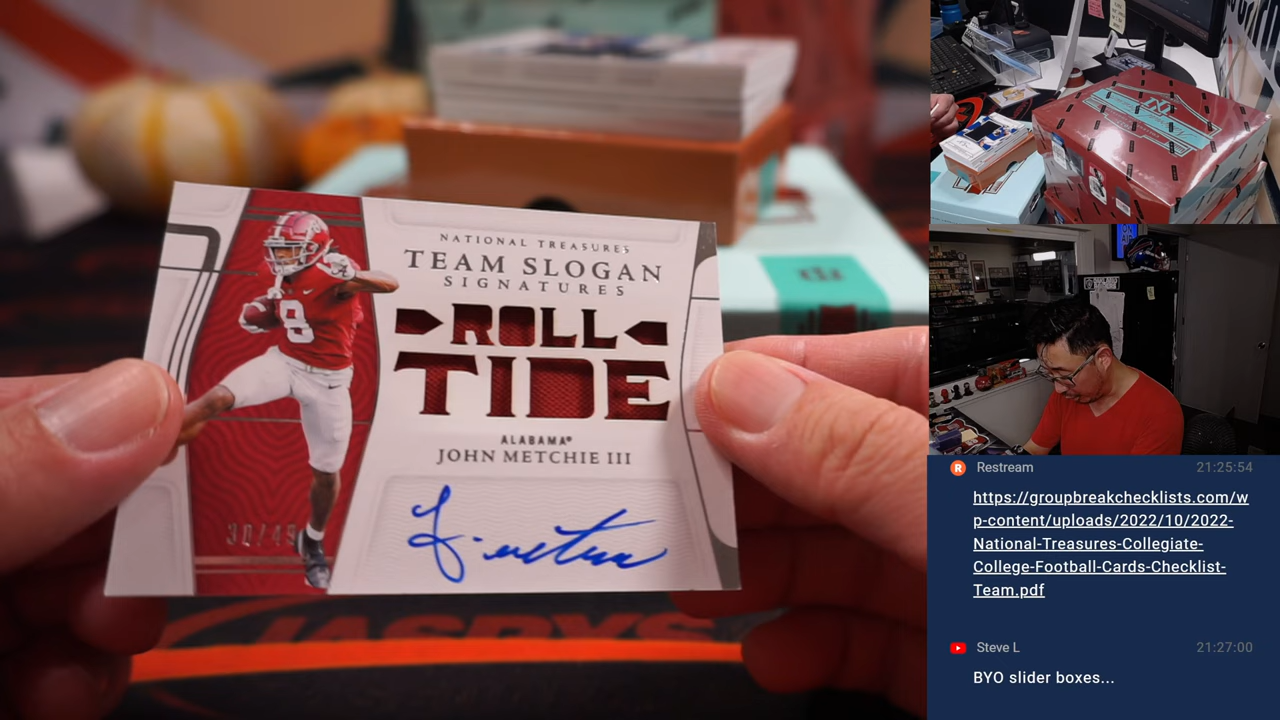 NATIONAL TREASURES
TEAM SLOGAN
SIGNATURES
ROLL
TIDE
ALABAMA
JOHN METCHIE III
8
30/49
JASPYS
Restream 21:25:54
https://groupbreakchecklists.com/w
p-content/uploads/2022/10/2022-
National-Treasures-Collegiate-
College-Football-Cards-Checklist-
Team.pdf
Steve L 21:27:00
BYO slider boxes...